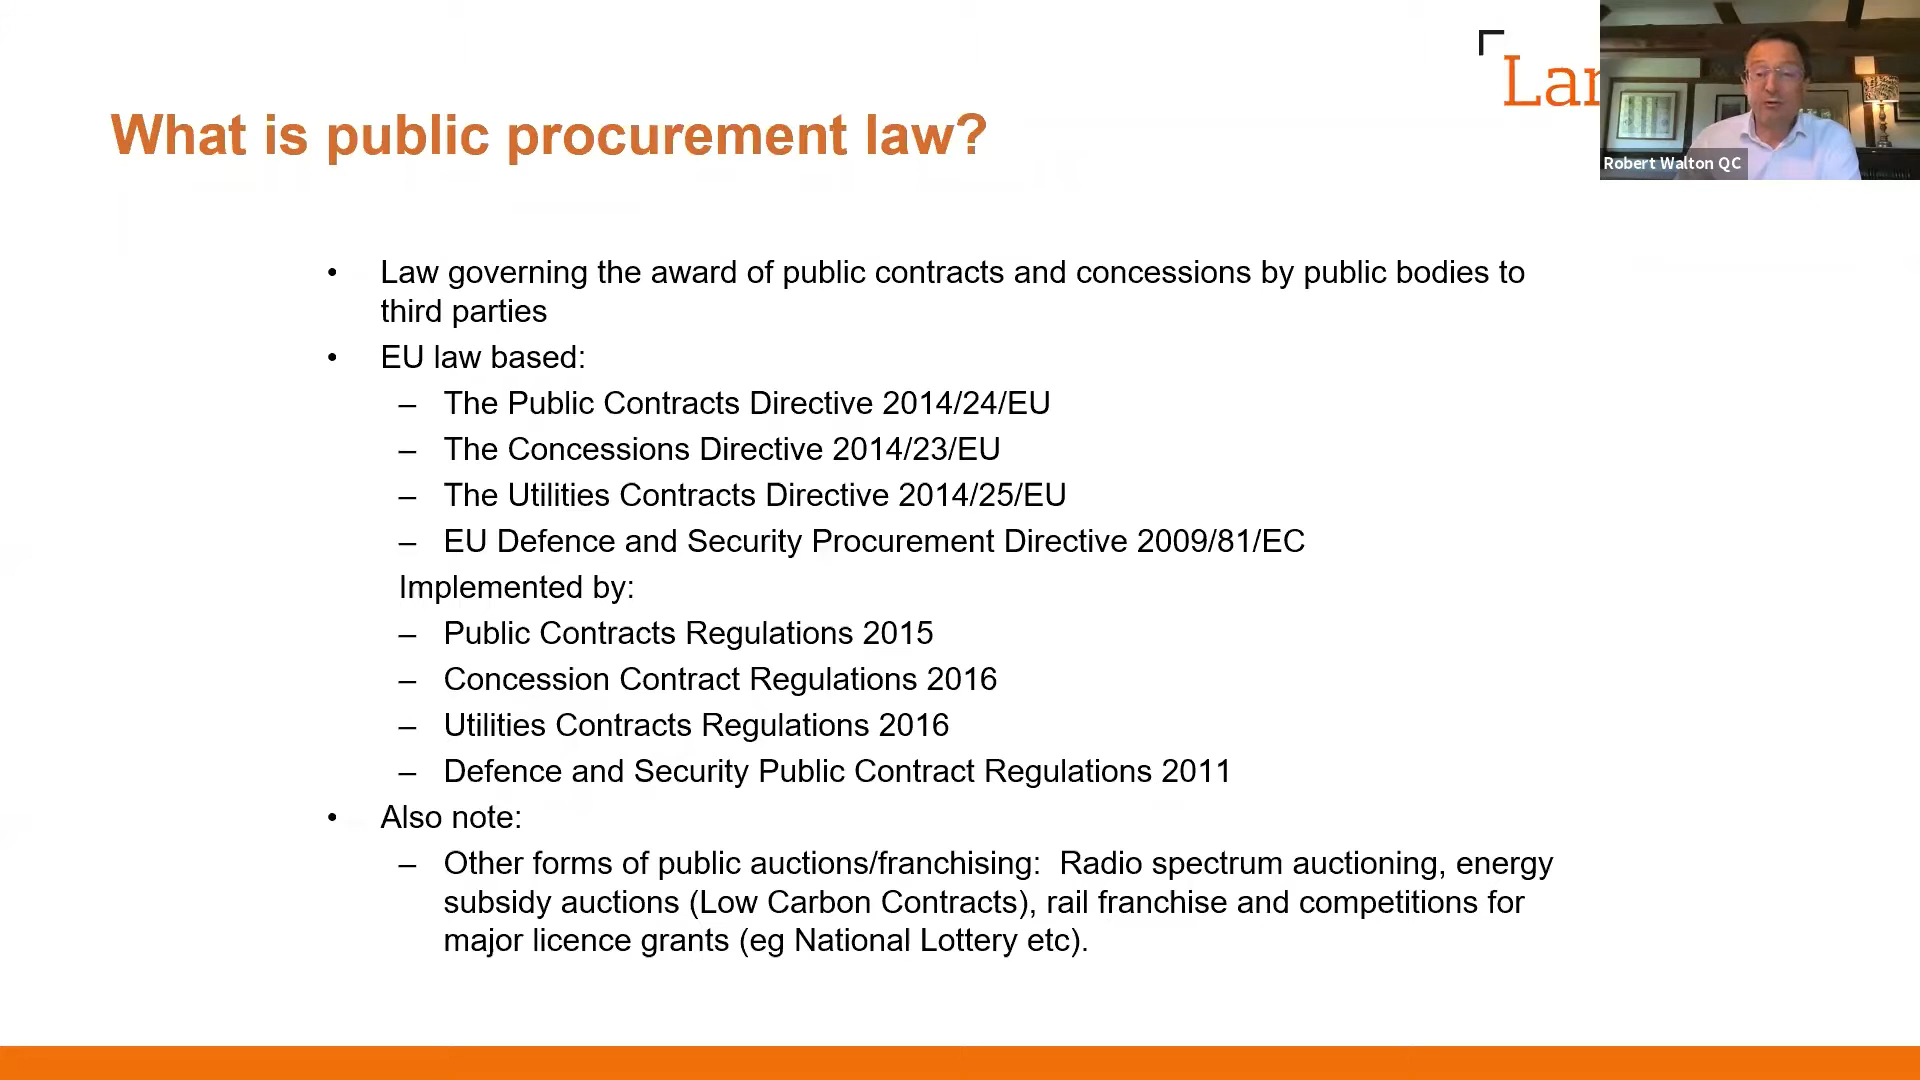 Lar
Robert Walton QC
What is public procurement law?
• Law governing the award of public contracts and concessions by public bodies to
third parties
• EU law based:
– The Public Contracts Directive 2014/24/EU
– The Concessions Directive 2014/23/EU
– The Utilities Contracts Directive 2014/25/EU
– EU Defence and Security Procurement Directive 2009/81/EC
Implemented by:
– Public Contracts Regulations 2015
– Concession Contract Regulations 2016
– Utilities Contracts Regulations 2016
– Defence and Security Public Contract Regulations 2011
• Also note:
– Other forms of public auctions/franchising: Radio spectrum auctioning, energy
subsidy auctions (Low Carbon Contracts), rail franchise and competitions for
major licence grants (eg National Lottery etc).